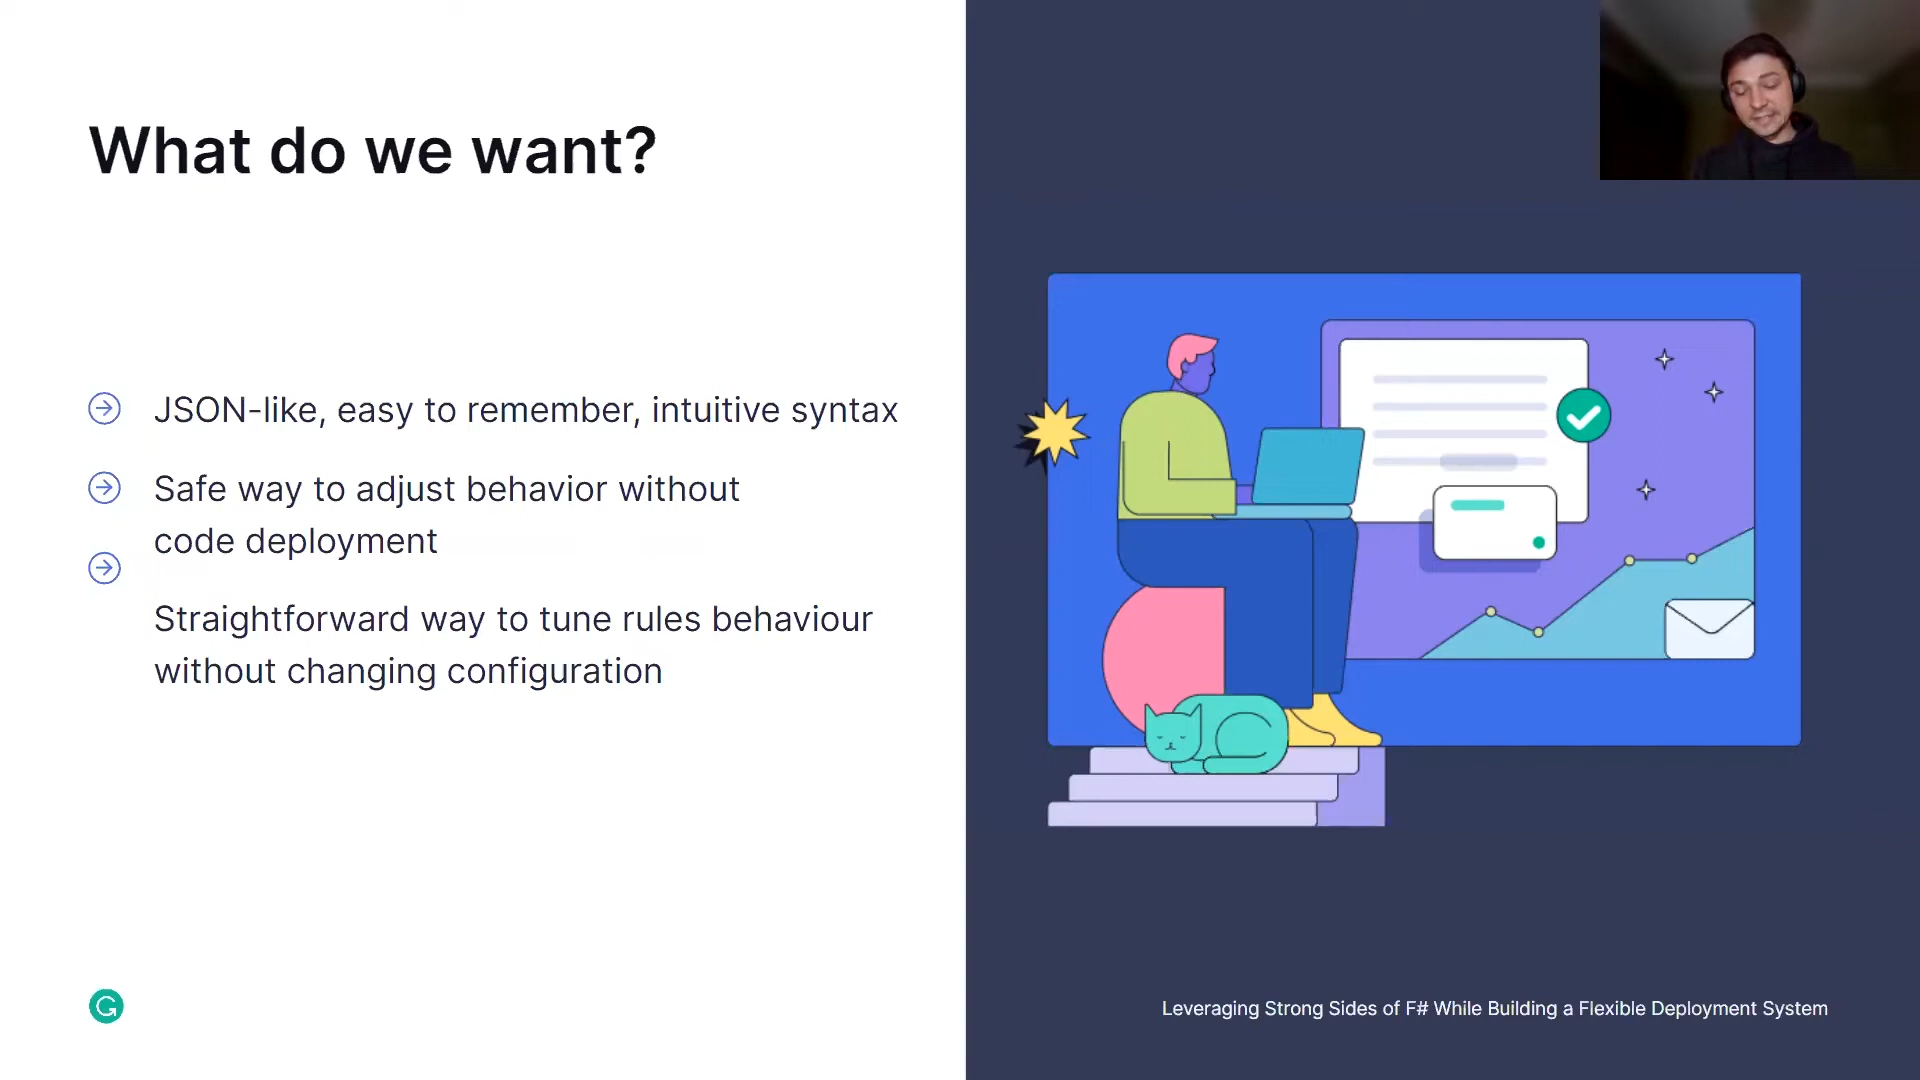 What do we want?
JSON-like, easy to remember, intuitive syntax
Safe way to adjust behavior without
code deployment
Straightforward way to tune rules behaviour
without changing configuration
Leveraging Strong Sides of F# While Building a Flexible Deployment System